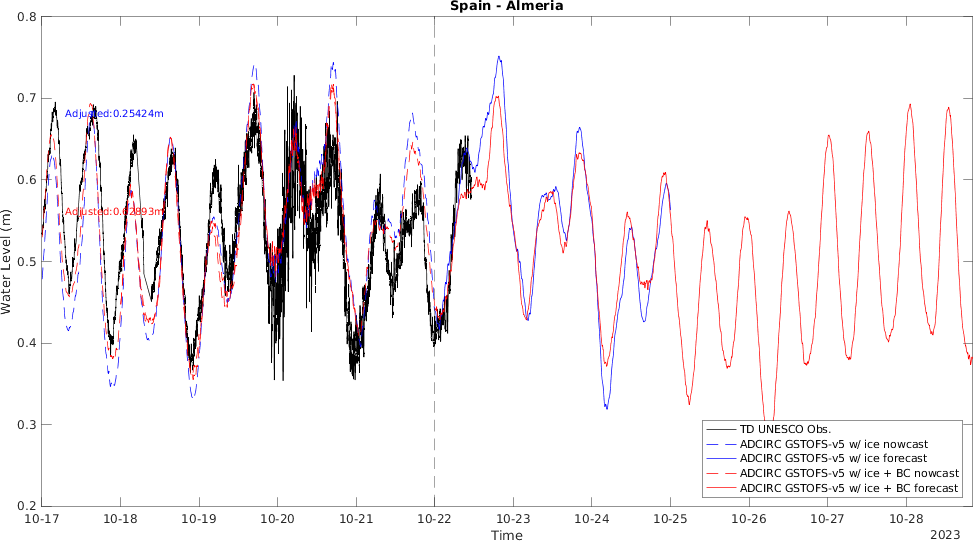 Spain - Almeria
0.8
0.7
0.6
0.5
0.4
0.3
0.2
Water Level (m)
Adjusted:0.25424m
Adjusted:0.02893m
TD UNESCO Obs.
ADCIRC GSTOFS-v5 w/ ice nowcast
ADCIRC GSTOFS-v5 w/ ice forecast
ADCIRC GSTOFS-v5 w/ ice + BC nowcast
ADCIRC GSTOFS-v5 w/ ice + BC forecast
10-17 10-18 10-19 10-20 10-21 10-22 10-23 10-24 10-25 10-26 10-27 10-28
Time
2023